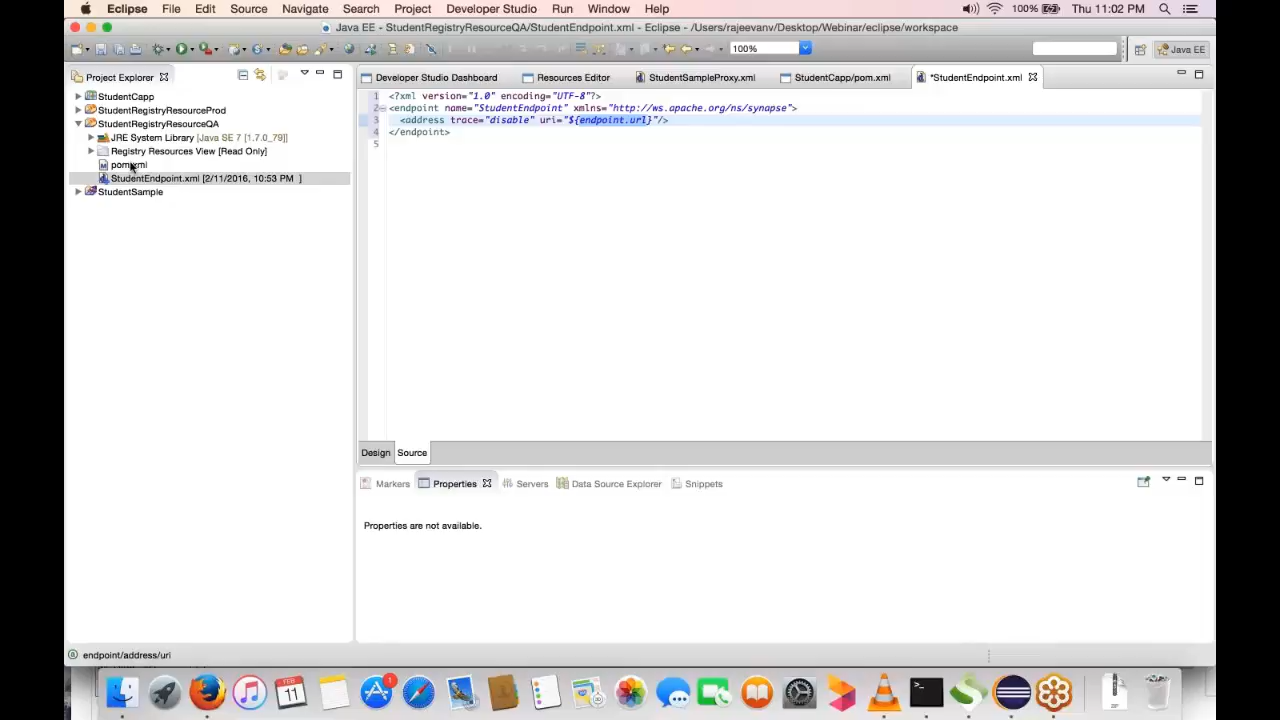 Eclipse File Edit Source Navigate Search Project Developer Studio Run Window Help 100% Thu 11:02 PM
Java EE - StudentRegistryResourceQA/StudentEndpoint.xml - Eclipse - /Users/rajeevanv/Desktop/Webinar/eclipse/workspace
100% Java EE
Project Explorer
StudentCapp
StudentRegistryResourceProd
StudentRegistryResourceQA
JRE System Library [Java SE 7 [1.7.0_79]]
Registry Resources View [Read Only]
pom.xml
StudentEndpoint.xml [2/11/2016, 10:53 PM ]
StudentSample
Developer Studio Dashboard Resources Editor StudentSampleProxy.xml StudentCapp/pom.xml *StudentEndpoint.xml
1 <?xml version="1.0" encoding="UTF-8"?>
2 <endpoint name="StudentEndpoint" xmlns="http://ws.apache.org/ns/synapse">
3 <address trace="disable" uri="${endpoint.url}"/>
4 </endpoint>
5
Design Source
Markers Properties Servers Data Source Explorer Snippets
Properties are not available.
endpoint/address/uri
FEB
11
1